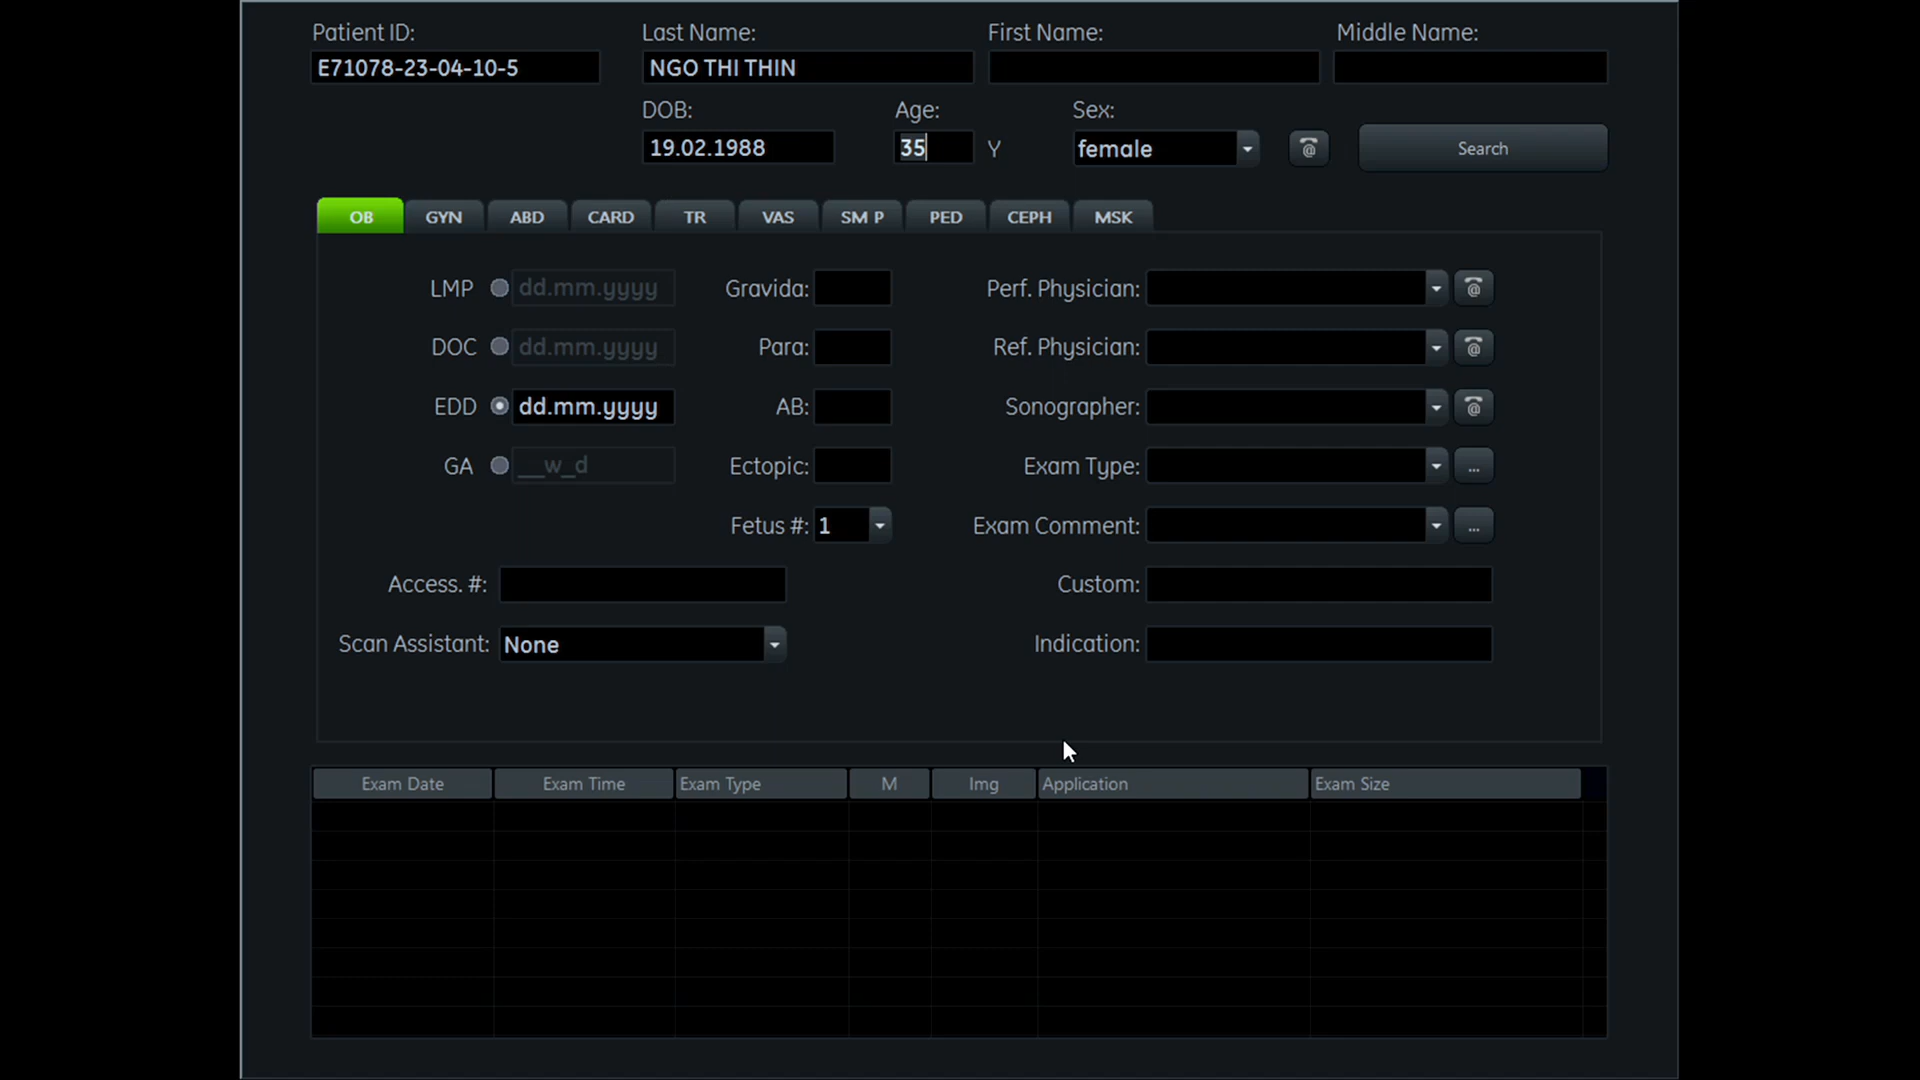 Patient ID: Last Name: First Name: Middle Name:
E71078-23-04-10-5 NGO THI THIN
DOB: Age: Sex:
19.02.1988 35 Y female Search
OB GYN ABD CARD TR VAS SM P PED CEPH MSK
LMP dd.mm.yyyy Gravida: Perf. Physician:
DOC dd.mm.yyyy Para: Ref. Physician:
EDD dd.mm.yyyy AB: Sonographer:
GA __w_d Ectopic: Exam Type: ...
Fetus #: 1 Exam Comment: ...
Access. #: Custom:
Scan Assistant: None Indication:
Exam Date Exam Time Exam Type M Img Application Exam Size